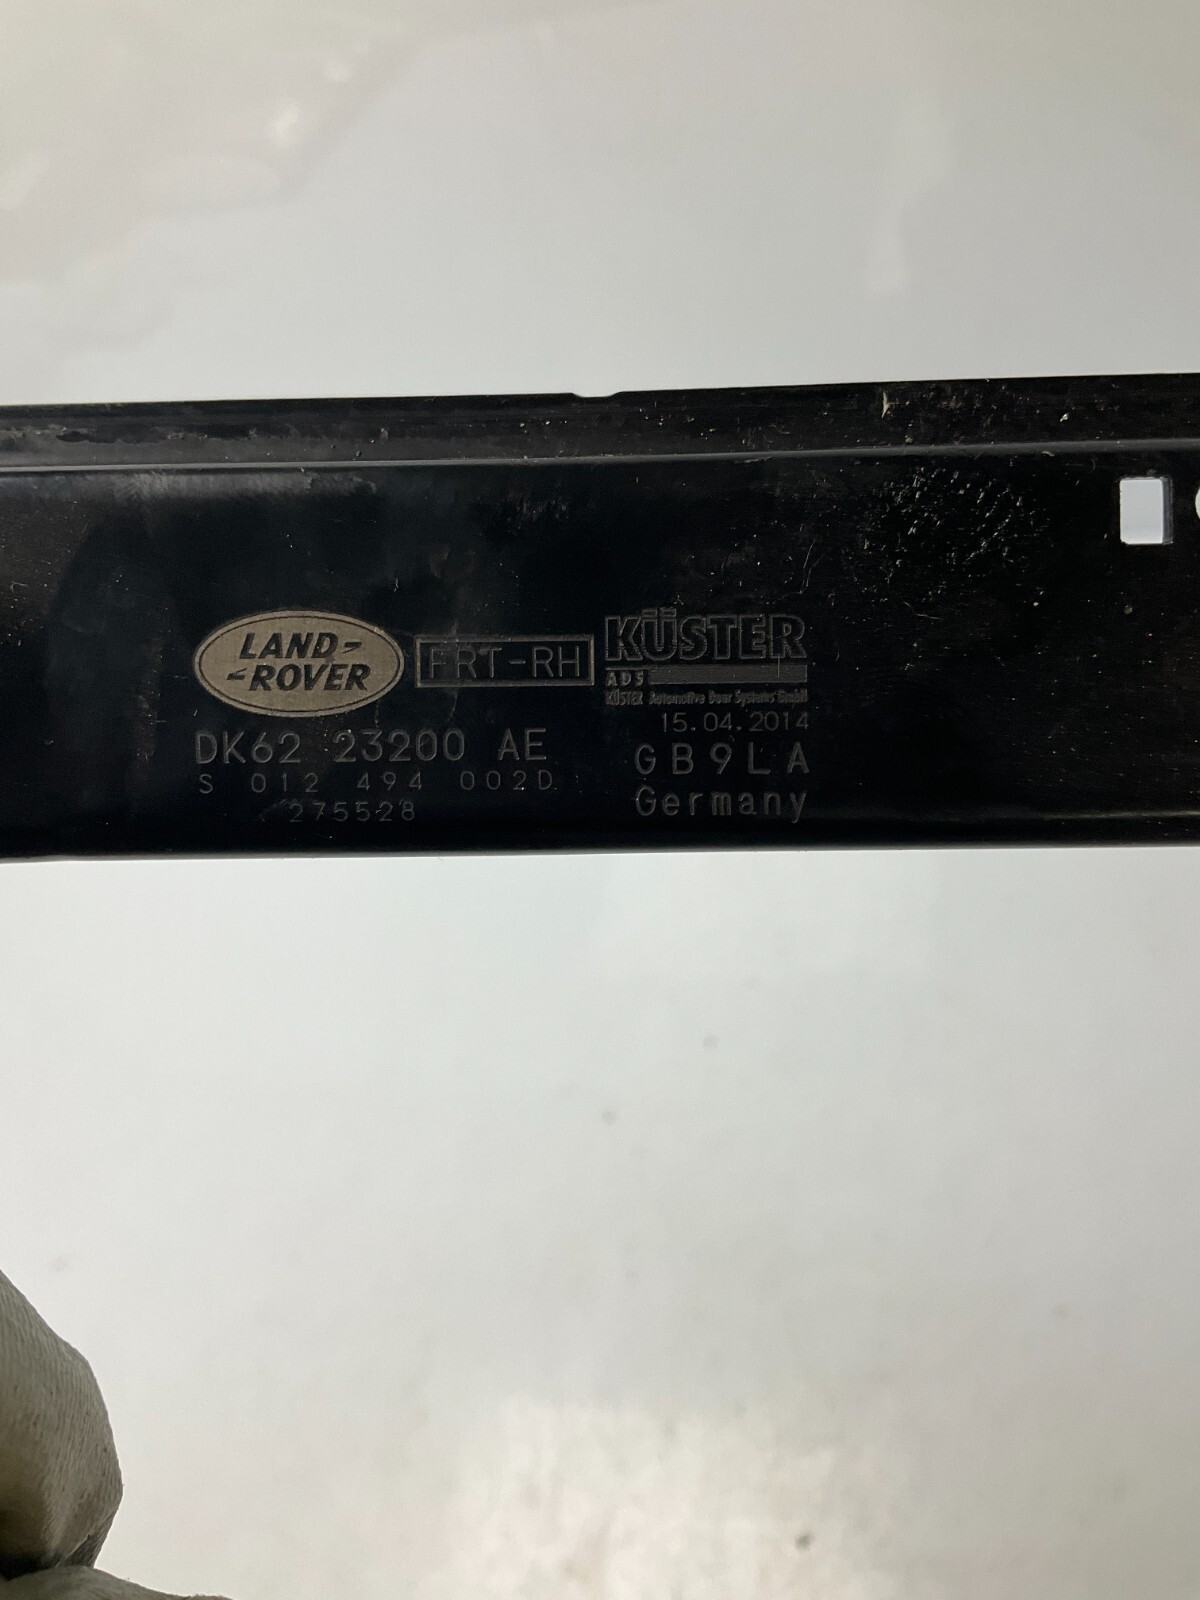 LAND-
-ROVER
FRT-RH
KÜSTER
ADS
KÜSTER Automotive Door Systems GmbH
15.04.2014
DK62 23200 AE
GB9LA
S 012 494 002D
Germany
275528